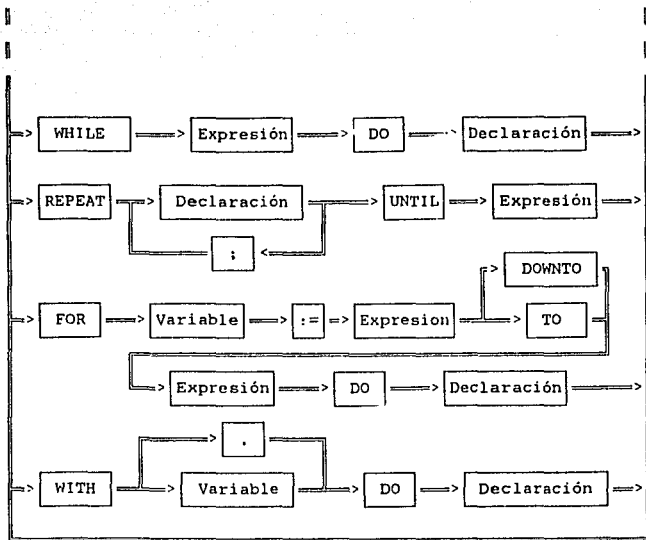 WHILE Expresión DO Declaración
REPEAT Declaración UNTIL Expresión
;
DOWNTO
FOR Variable := Expresion TO
Expresión DO Declaración
,
WITH Variable DO Declaración